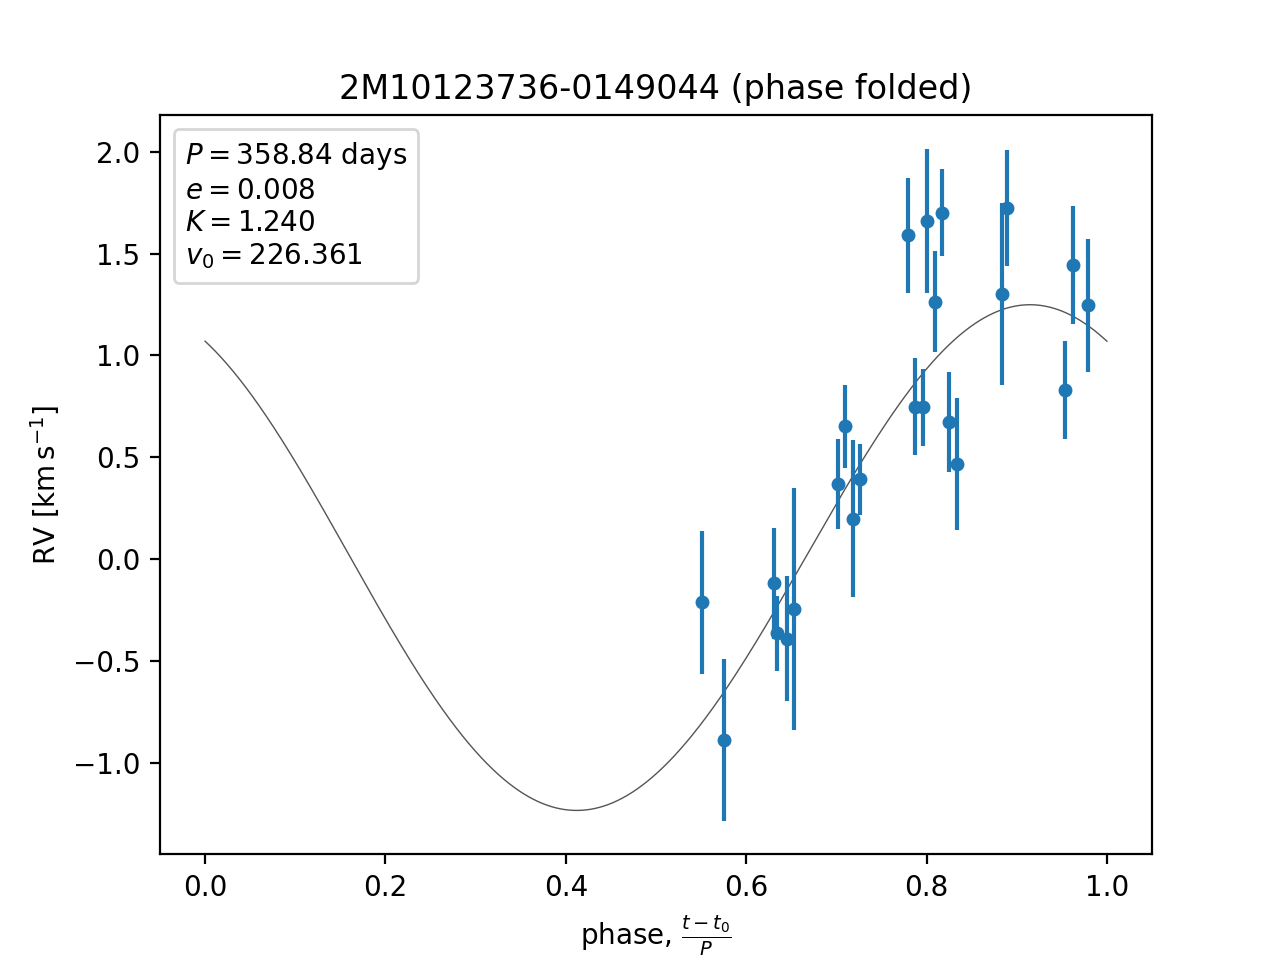 2M10123736-0149044 (phase folded)
P = 358.84 days
e = 0.008
K = 1.240
v₀ = 226.361
2.0
1.5
1.0
0.5
0.0
−0.5
−1.0
RV [km s⁻¹]
0.0 0.2 0.4 0.6 0.8 1.0
phase, (t − t₀)/P